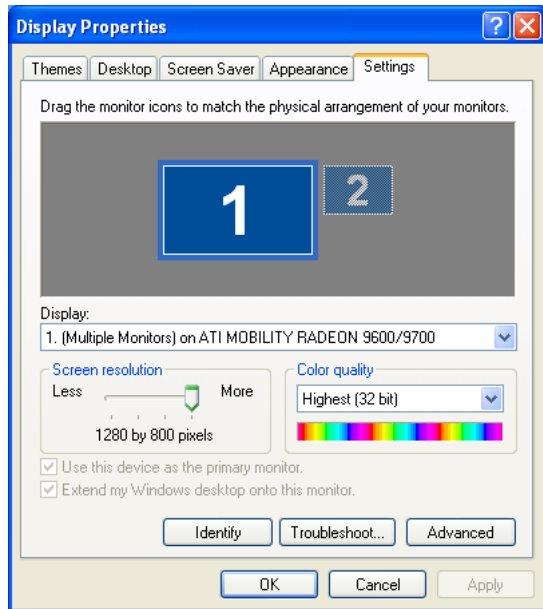 Display Properties
Themes Desktop Screen Saver Appearance Settings
Drag the monitor icons to match the physical arrangement of your monitors.
1 2
Display:
1. (Multiple Monitors) on ATI MOBILITY RADEON 9600/9700
Screen resolution Color quality
Less More Highest (32 bit)
1280 by 800 pixels
Use this device as the primary monitor.
Extend my Windows desktop onto this monitor.
Identify Troubleshoot... Advanced
OK Cancel Apply